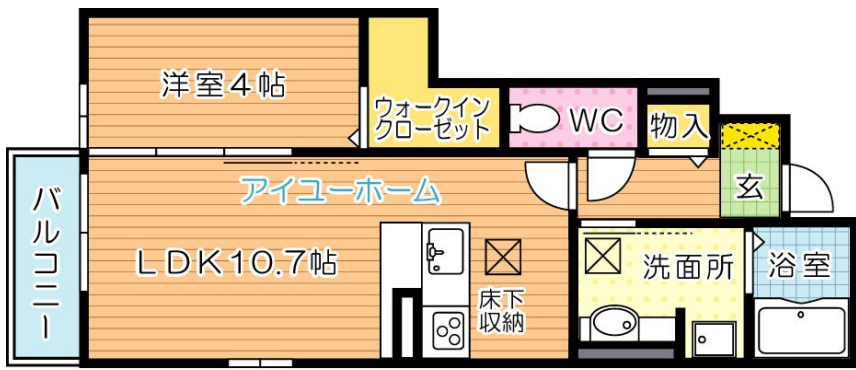 洋室4帖
ウォークイン
クローゼット
WC
物入
玄
アイユーホーム
バルコニー
LDK10.7帖
床下
収納
洗面所
浴室